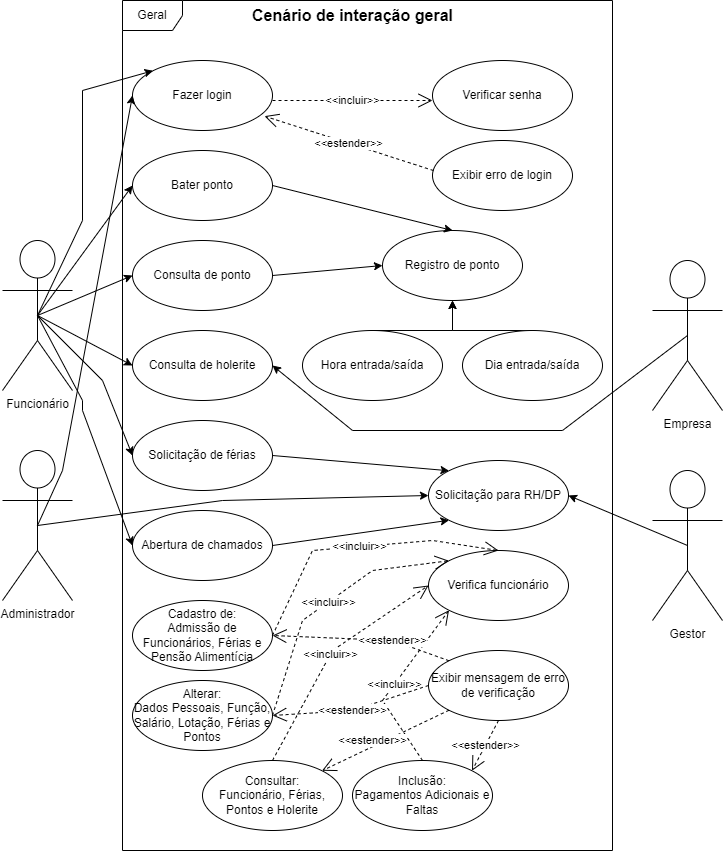 Geral
Cenário de interação geral
Fazer login
<<incluir>>
Verificar senha
<<estender>>
Exibir erro de login
Bater ponto
Consulta de ponto
Registro de ponto
Hora entrada/saída
Dia entrada/saída
Consulta de holerite
Funcionário
Empresa
Solicitação de férias
Solicitação para RH/DP
Abertura de chamados
Administrador
Gestor
<<incluir>>
Verifica funcionário
<<incluir>>
Cadastro de:
Admissão de
Funcionários, Férias e
Pensão Alimentícia
<<estender>>
<<incluir>>
Exibir mensagem de erro
de verificação
<<incluir>>
Alterar:
Dados Pessoais, Função,
Salário, Lotação, Férias e
Pontos
<<estender>>
<<estender>>
<<estender>>
Consultar:
Funcionário, Férias,
Pontos e Holerite
Inclusão:
Pagamentos Adicionais e
Faltas